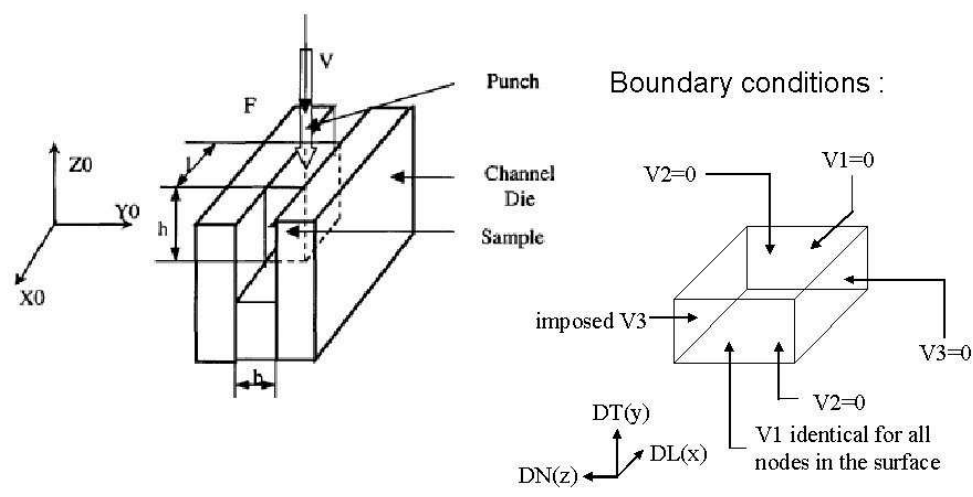 V
Punch
F
Z0
l
Channel
Die
Y0
h
Sample
X0
b
Boundary conditions :
V1=0
V2=0
imposed V3
V3=0
V2=0
DT(y)
V1 identical for all
nodes in the surface
DL(x)
DN(z)